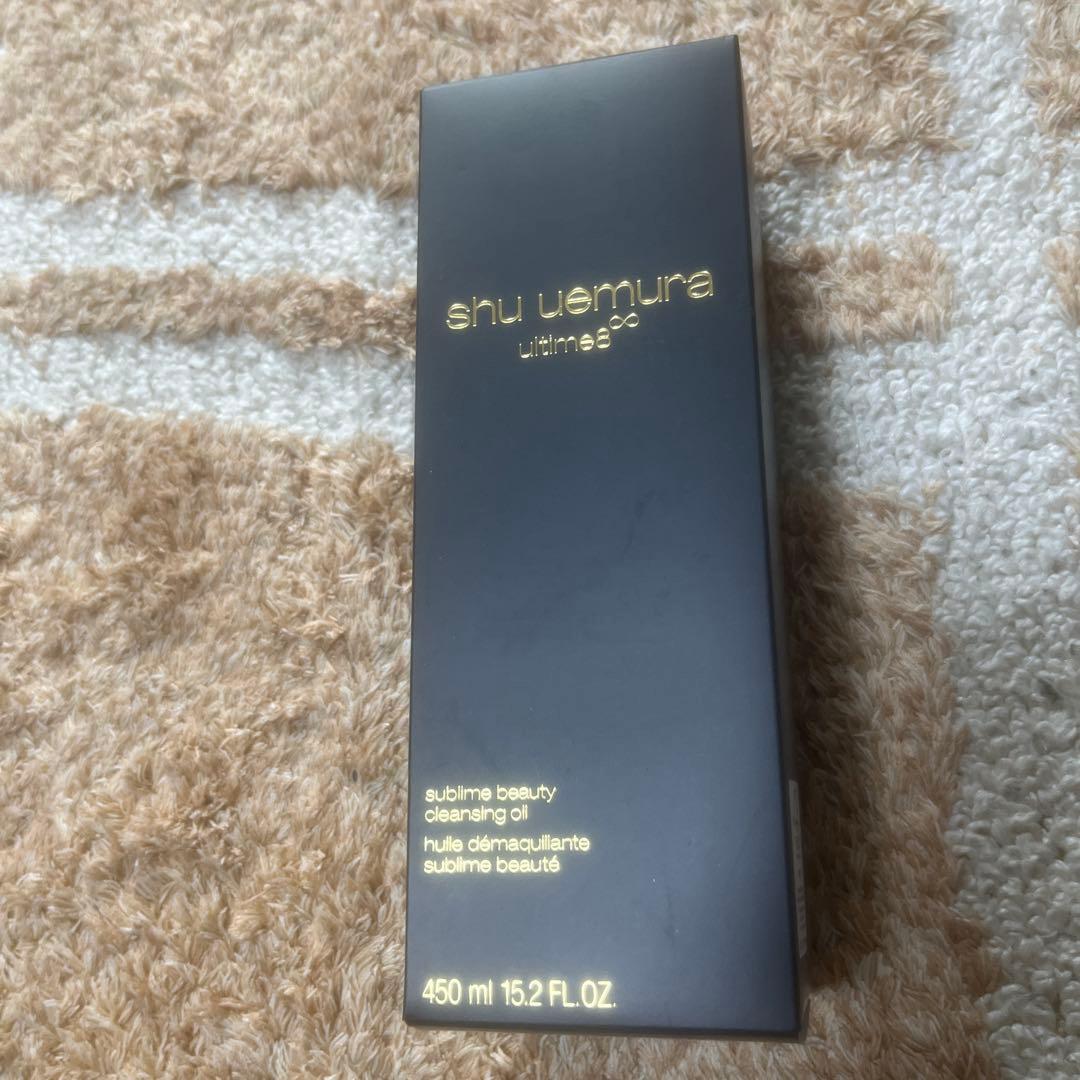 shu uemura
ultime8∞
sublime beauty
cleansing oil
huile démaquillante
sublime beauté
450 ml 15.2 FL.OZ.